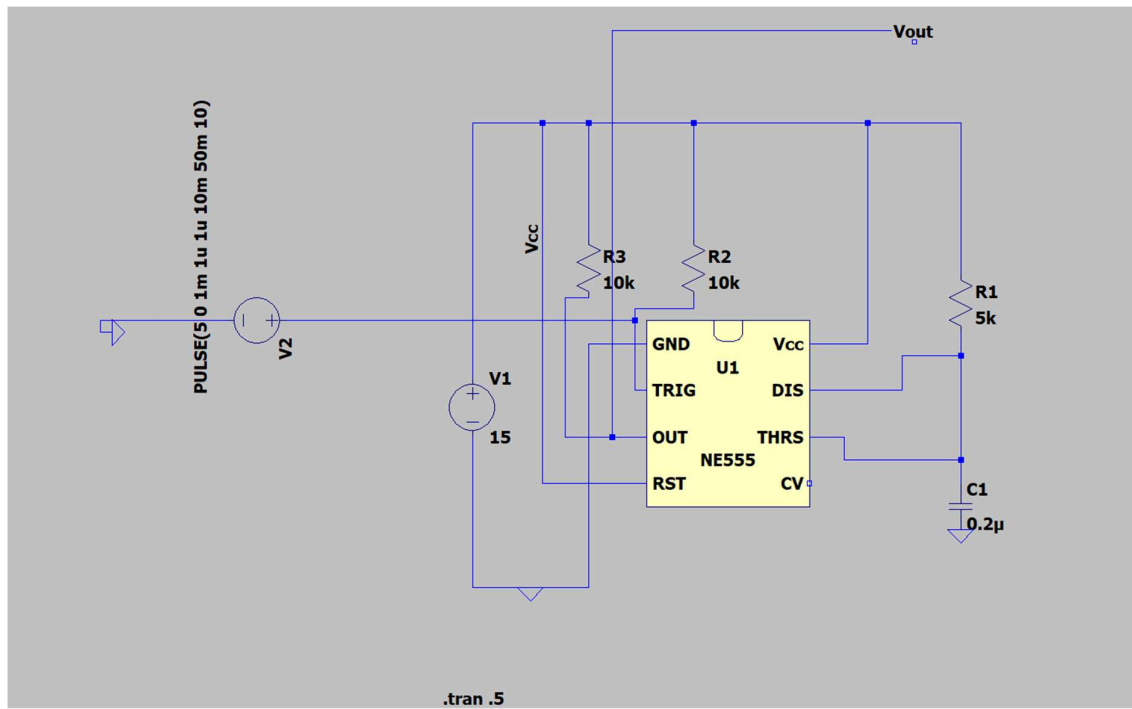 Vout
PULSE(5 0 1m 1u 1u 10m 50m 10)
Vcc
R3
10k
R2
10k
R1
5k
V2
GND
Vcc
U1
V1
TRIG
DIS
15
OUT
THRS
NE555
RST
CV
C1
0.2µ
.tran .5